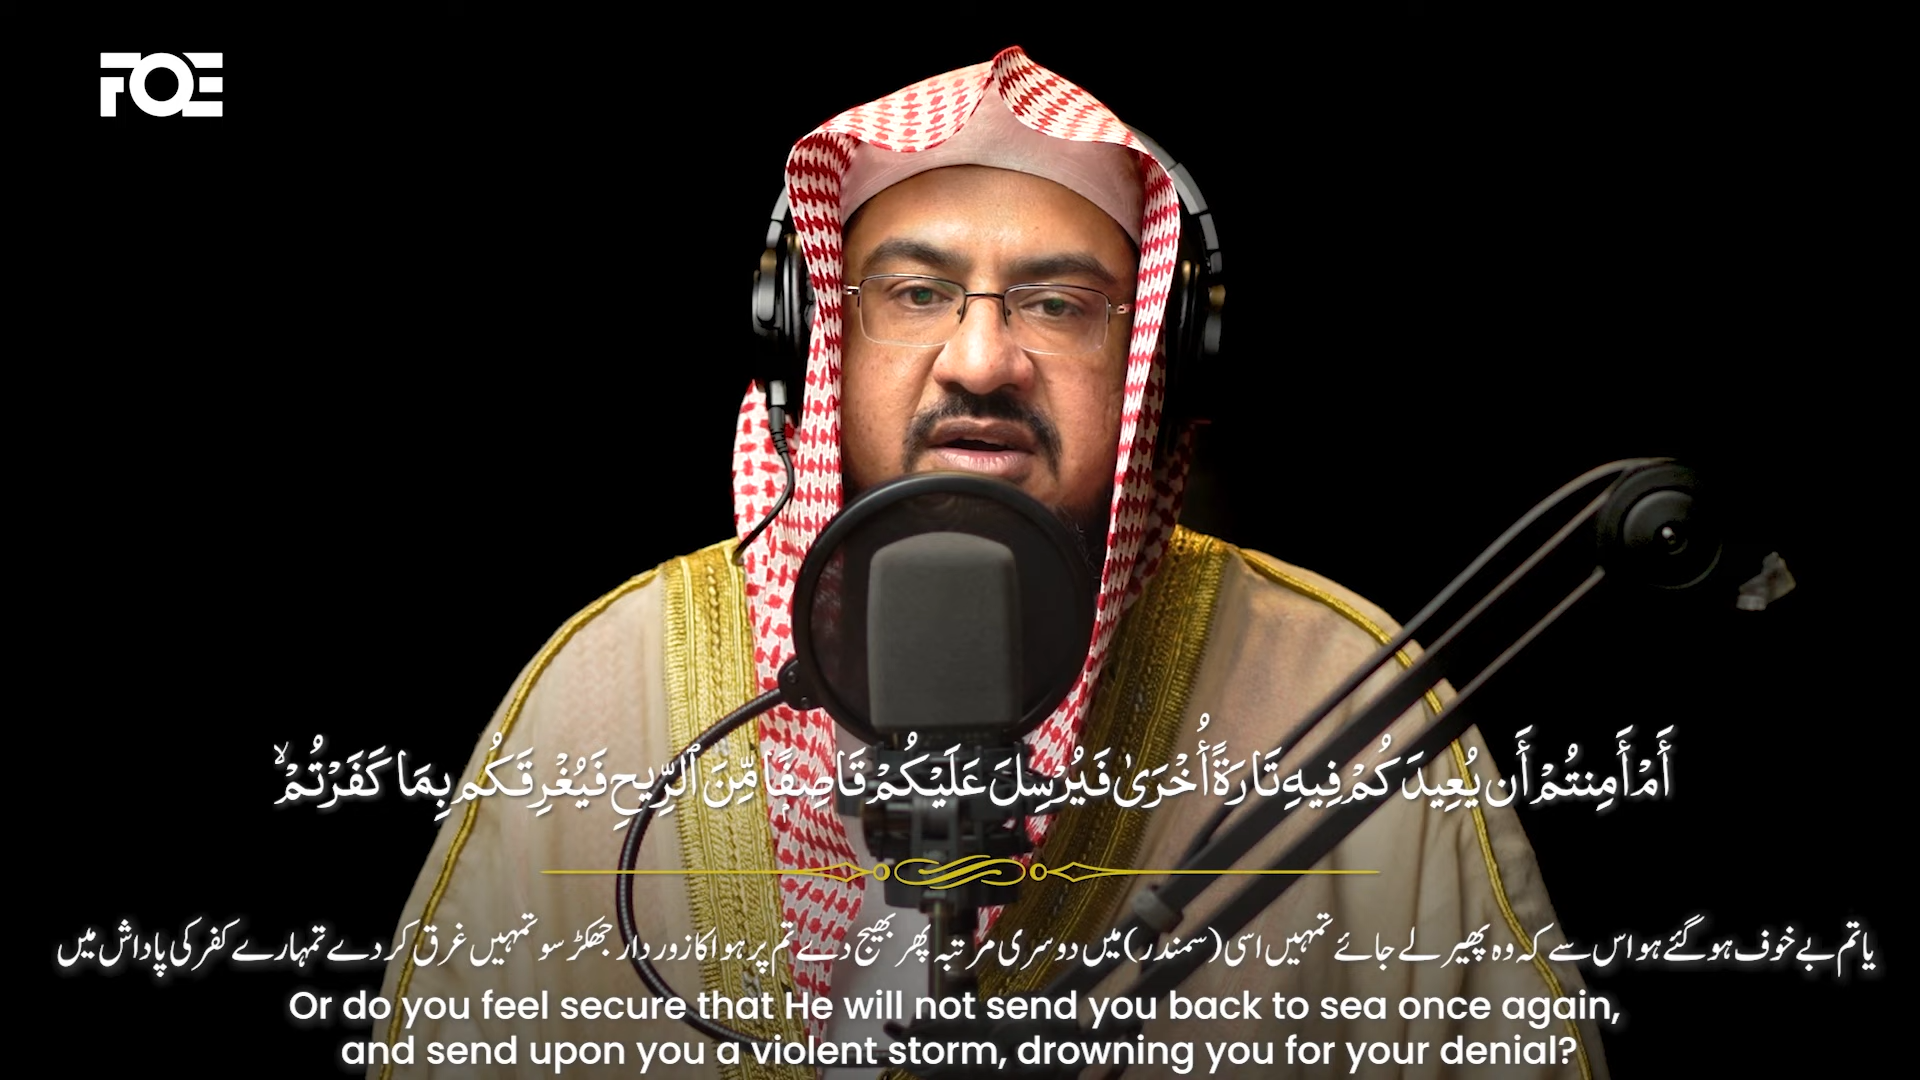 FOE
أَمْ أَمِنتُمْ أَن يُعِيدَكُمْ فِيهِ تَارَةً أُخْرَىٰ فَيُرْسِلَ عَلَيْكُمْ قَاصِفًا مِّنَ ٱلرِّيحِ فَيُغْرِقَكُم بِمَا كَفَرْتُمْ ۙ
یا تم بے خوف ہو گئے ہو اس سے کہ وہ پھیر لے جائے تمہیں اسی (سمندر) میں دوسری مرتبہ پھر بھیج دے تم پر ہوا کا زور دار جھکڑ سو تمہیں غرق کر دے تمہارے کفر کی پاداش میں
Or do you feel secure that He will not send you back to sea once again,
and send upon you a violent storm, drowning you for your denial?